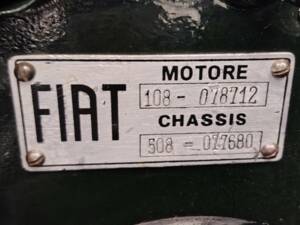 FIAT
MOTORE
108 - 078712
CHASSIS
508 - 077680